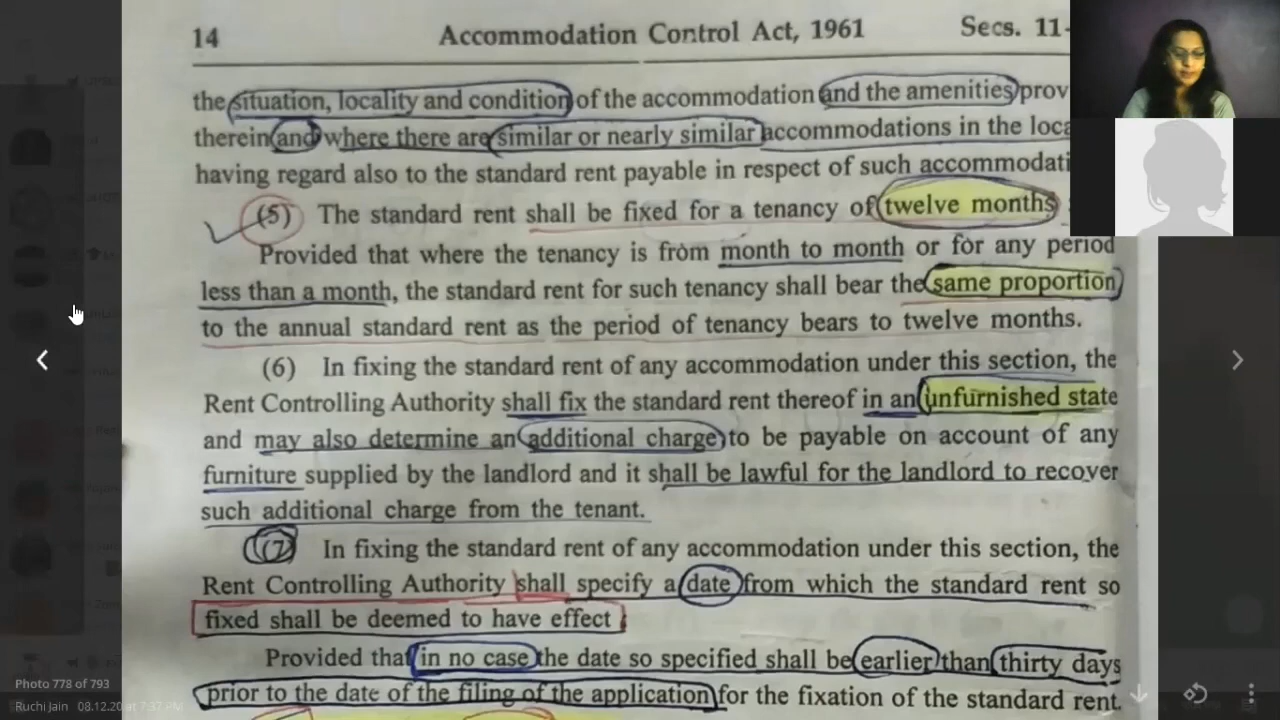 14 Accommodation Control Act, 1961 Secs. 11-
the situation, locality and condition of the accommodation and the amenities prov
therein and where there are similar or nearly similar accommodations in the loca
having regard also to the standard rent payable in respect of such accommodati
(5) The standard rent shall be fixed for a tenancy of twelve months
Provided that where the tenancy is from month to month or for any period
less than a month, the standard rent for such tenancy shall bear the same proportion
to the annual standard rent as the period of tenancy bears to twelve months.
(6) In fixing the standard rent of any accommodation under this section, the
Rent Controlling Authority shall fix the standard rent thereof in an unfurnished state
and may also determine an additional charge to be payable on account of any
furniture supplied by the landlord and it shall be lawful for the landlord to recover
such additional charge from the tenant.
(7) In fixing the standard rent of any accommodation under this section, the
Rent Controlling Authority shall specify a date from which the standard rent so
fixed shall be deemed to have effect
Provided that in no case the date so specified shall be earlier than thirty days
prior to the date of the filing of the application for the fixation of the standard rent.
Photo 778 of 793
Ruchi Jain 08.12.20 at 7:37 PM